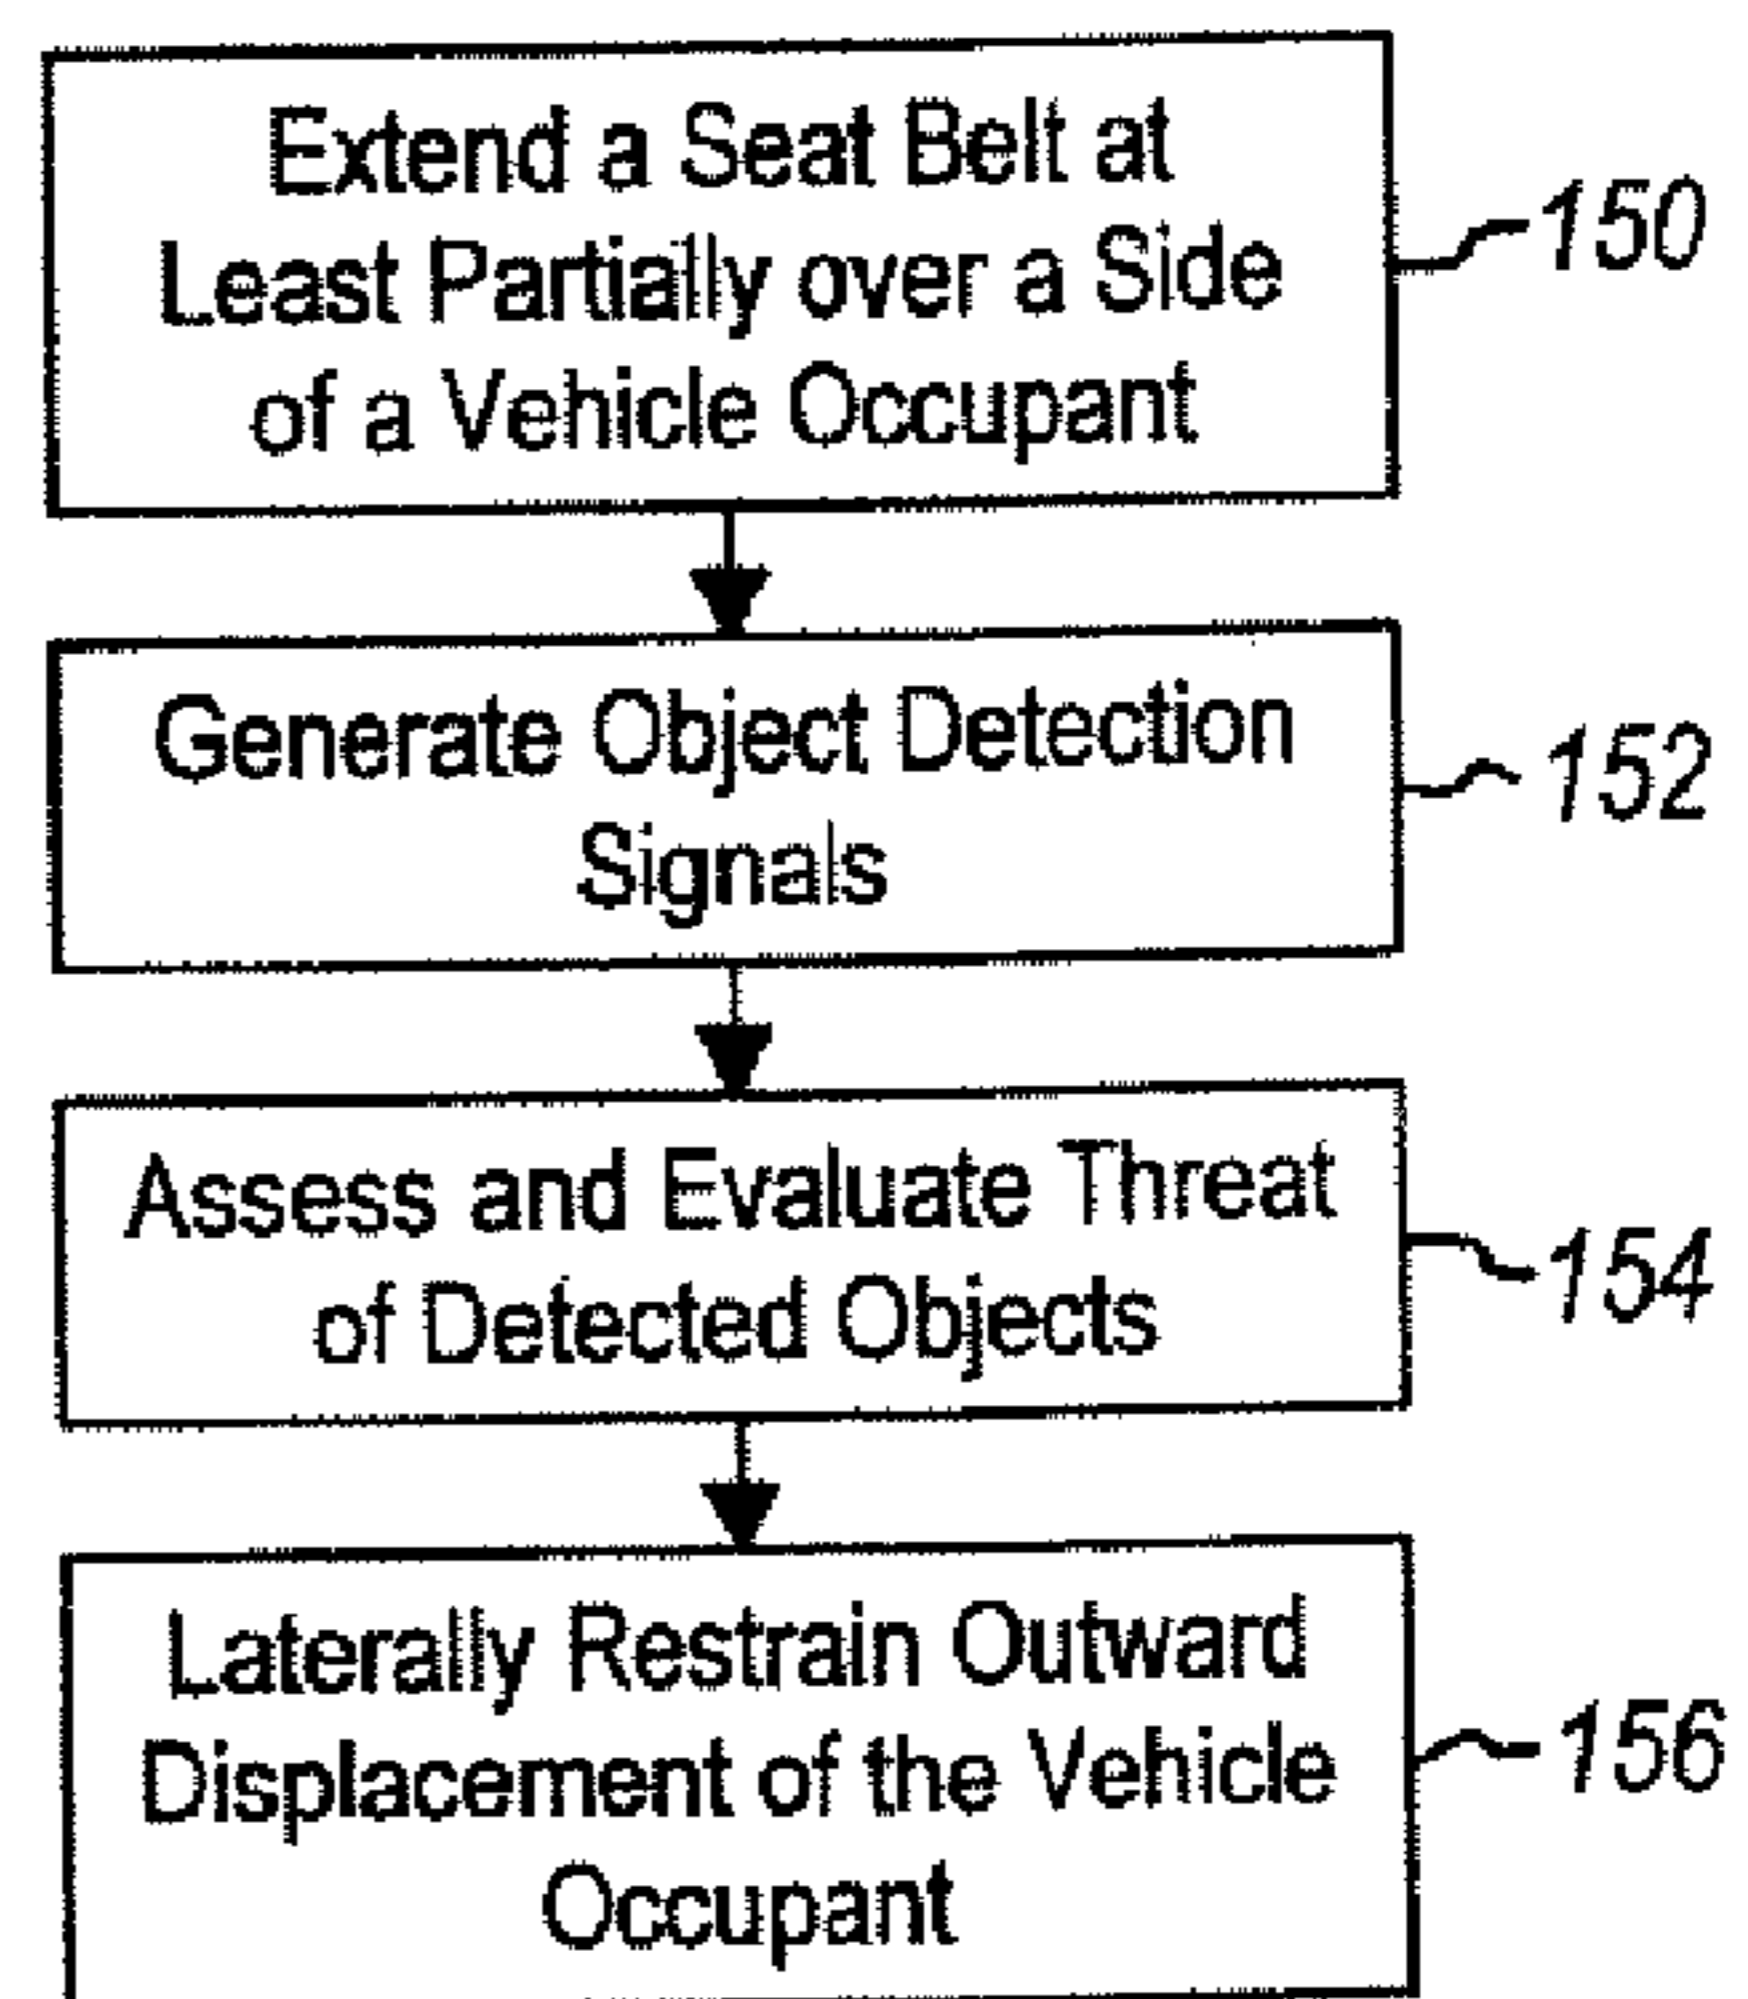 Extend a Seat Belt at
Least Partially over a Side
of a Vehicle Occupant
150
Generate Object Detection
Signals
152
Assess and Evaluate Threat
of Detected Objects
154
Laterally Restrain Outward
Displacement of the Vehicle
Occupant
156